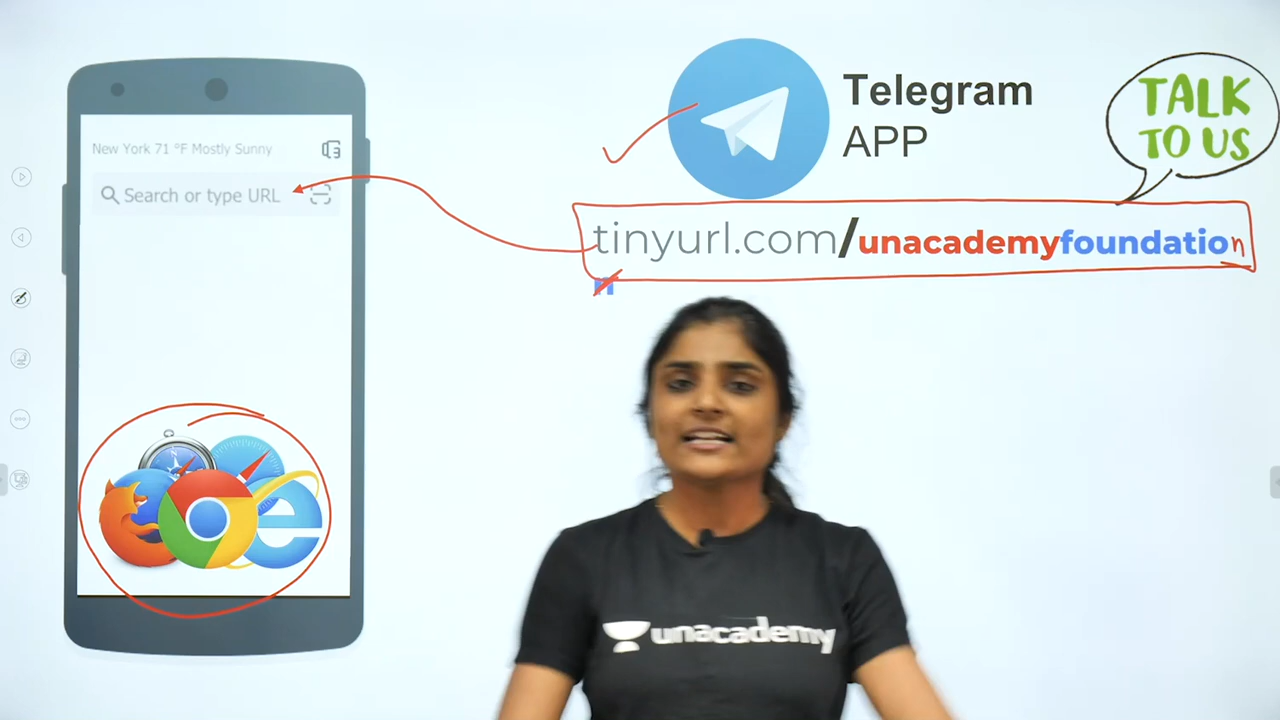 New York 71 °F Mostly Sunny
Search or type URL
Telegram
APP
TALK
TO US
tinyurl.com/unacademyfoundation
n
unacademy